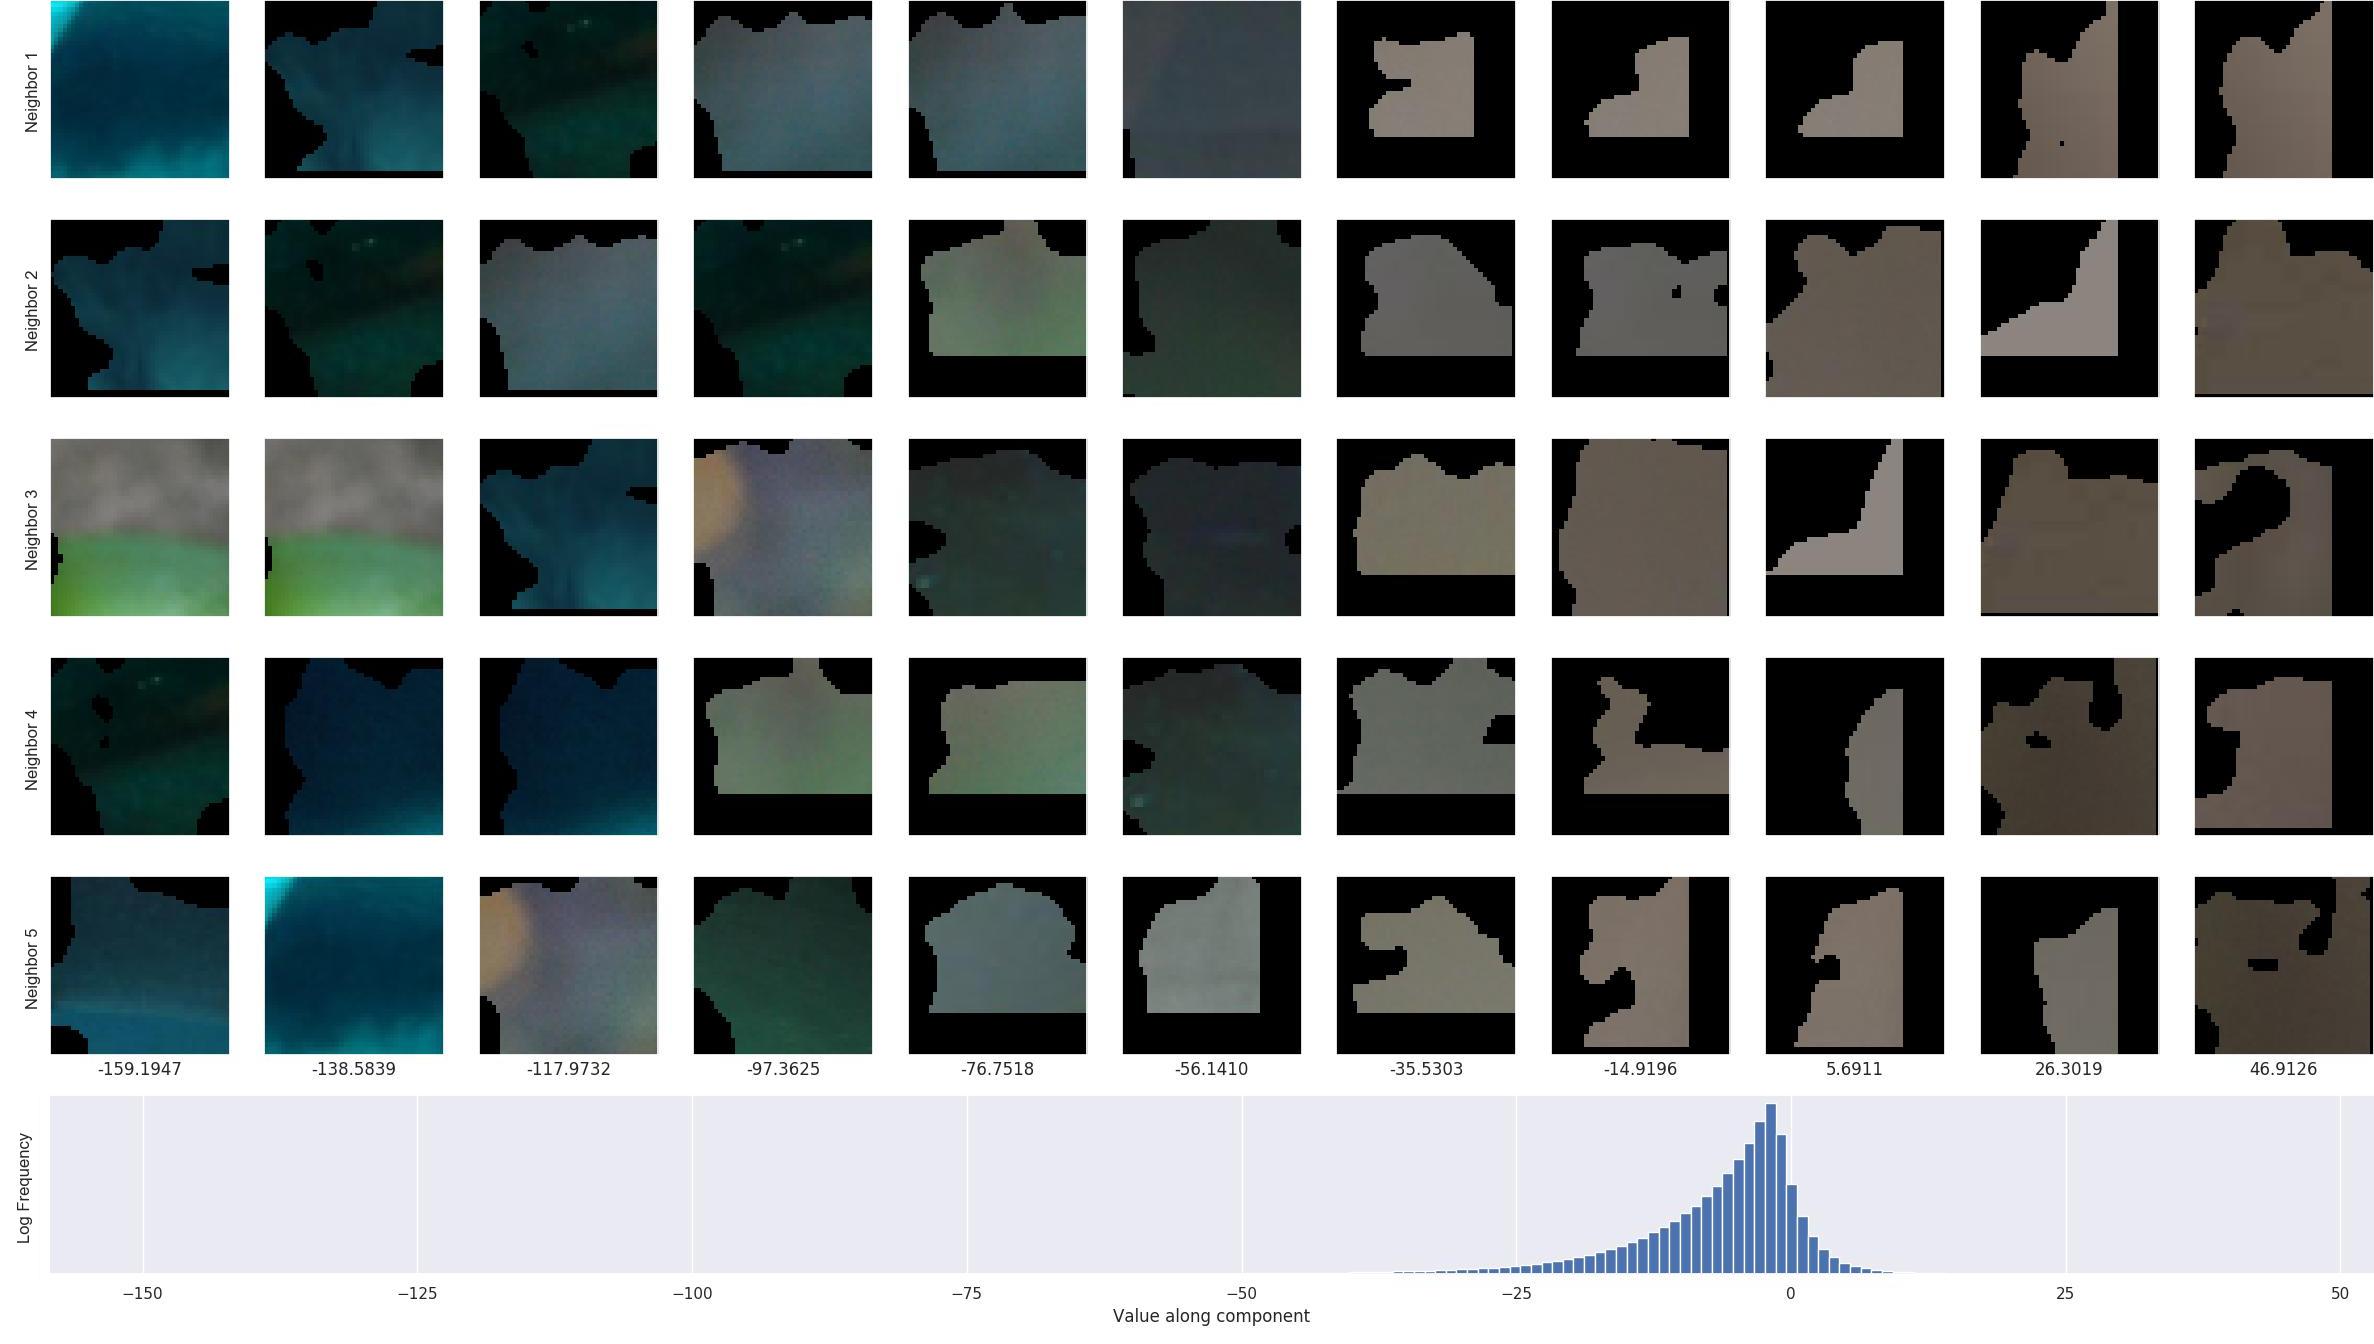 Neighbor 1
Neighbor 2
Neighbor 3
Neighbor 4
Neighbor 5
-159.1947 -138.5839 -117.9732 -97.3625 -76.7518 -56.1410 -35.5303 -14.9196 5.6911 26.3019 46.9126
Log Frequency
−150 −125 −100 −75 −50 −25 0 25 50
Value along component